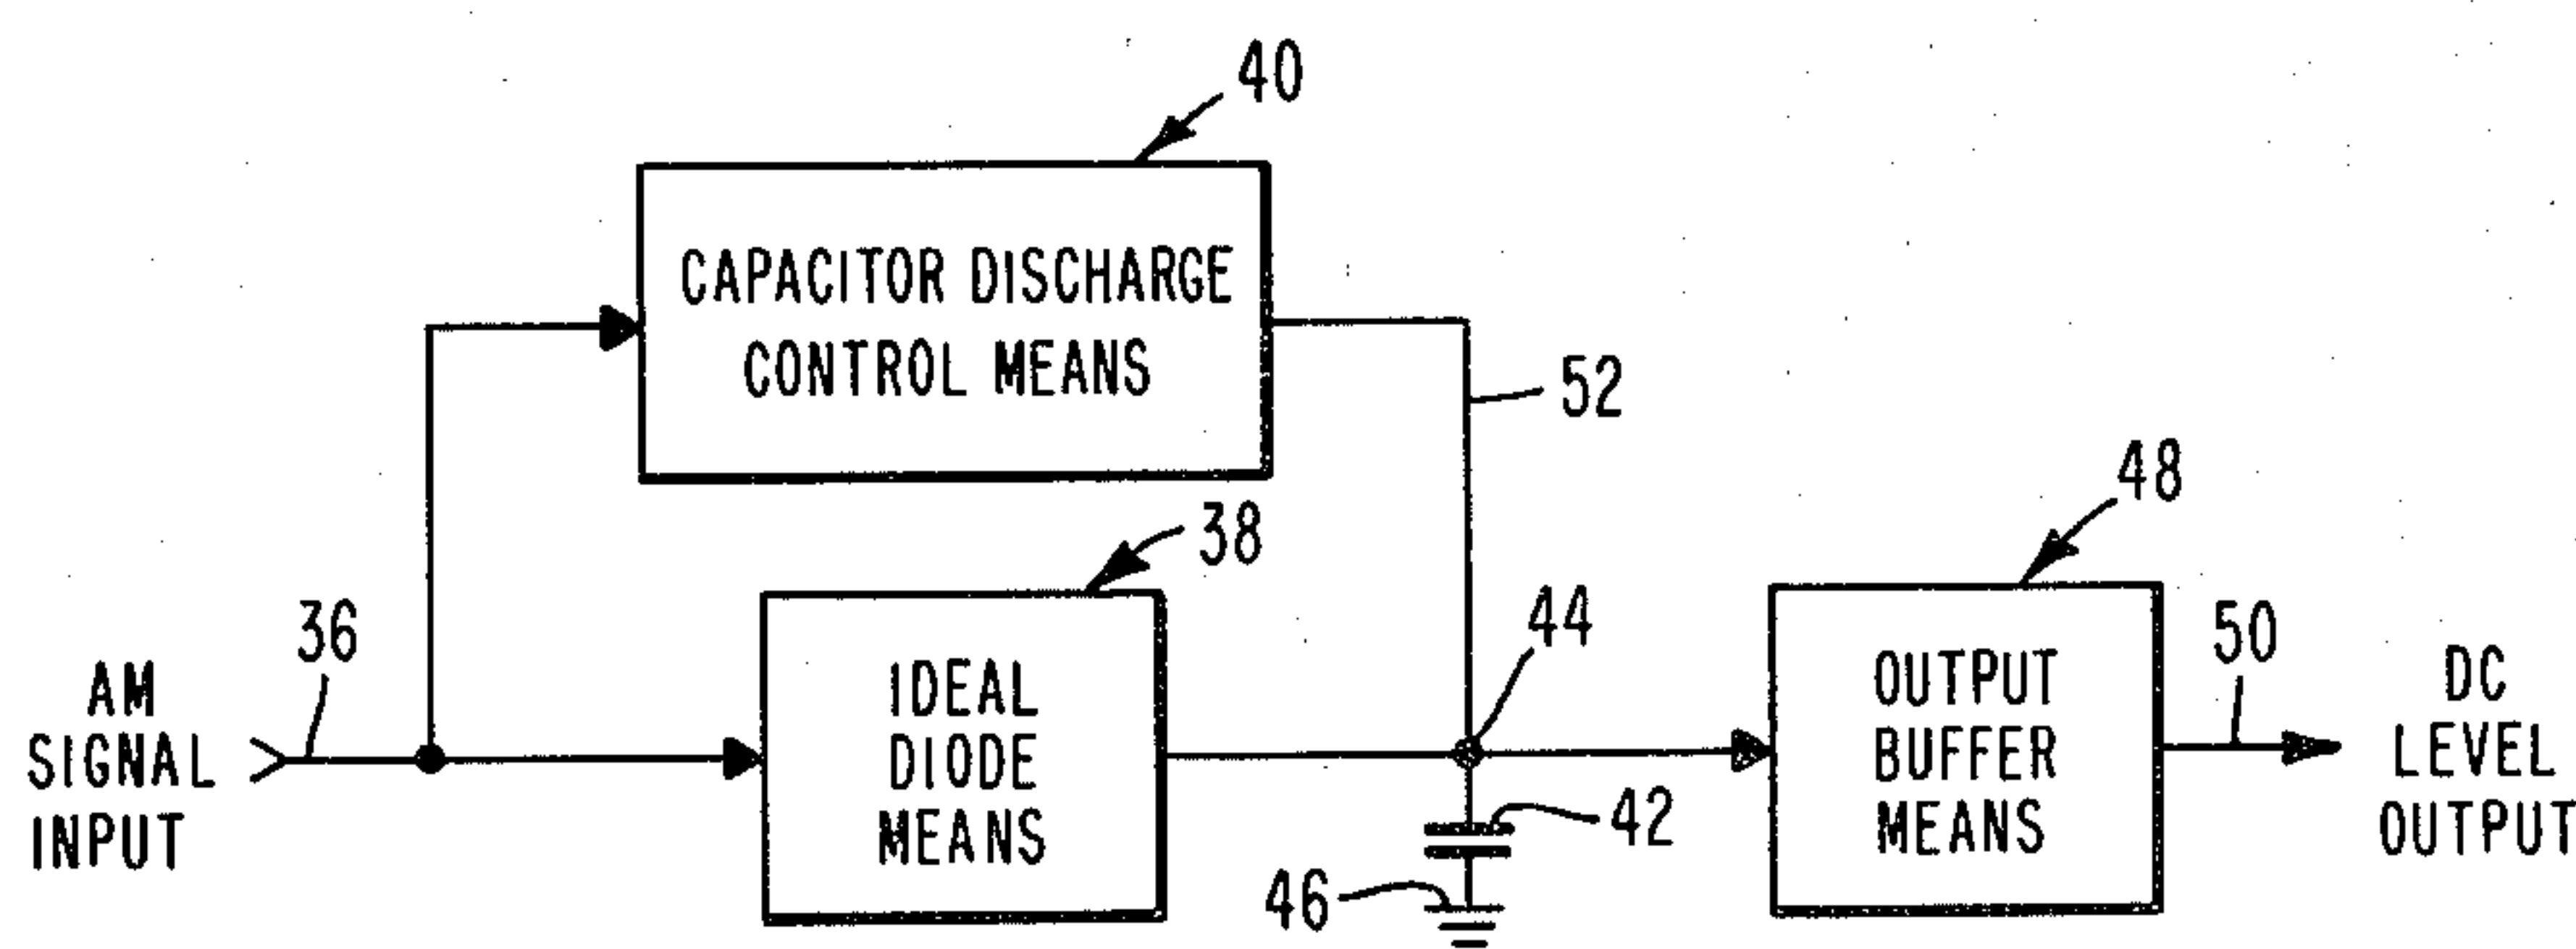 40
CAPACITOR DISCHARGE
CONTROL MEANS
52
48
38
44
36
50
AM
SIGNAL
INPUT
IDEAL
DIODE
MEANS
OUTPUT
BUFFER
MEANS
DC
LEVEL
OUTPUT
42
46